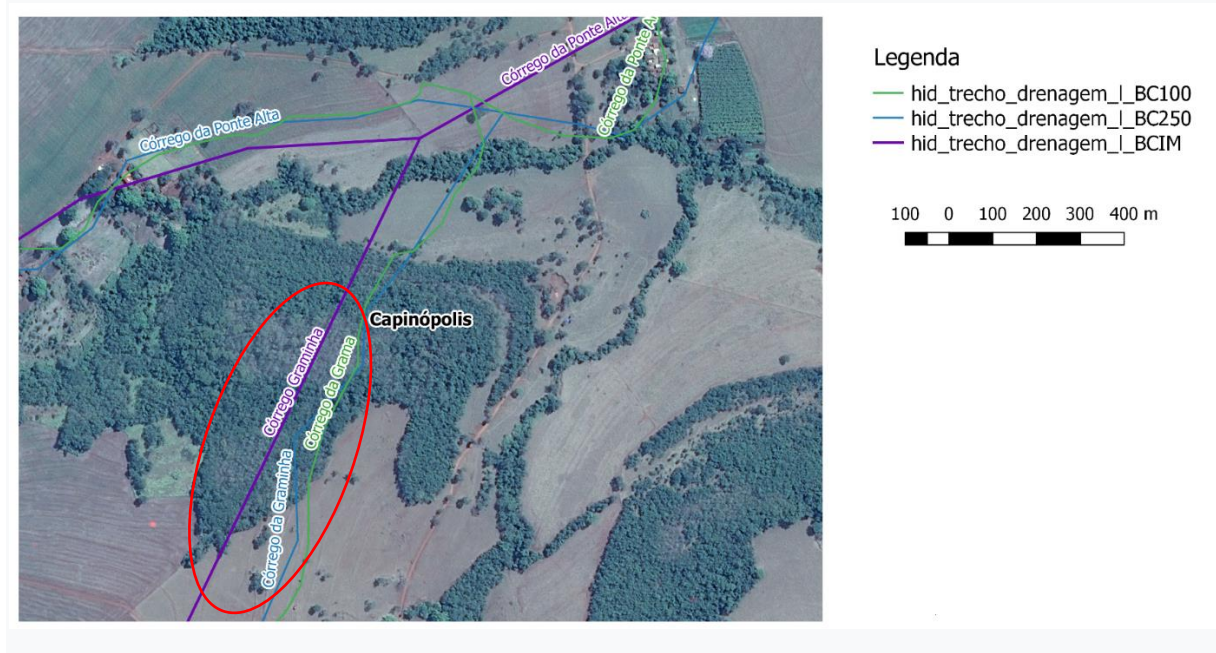 Córrego da Ponte Alta
Córrego da Ponte A
Córrego da Ponte Alta
Capinópolis
Córrego Graminha
Córrego da Grama
Córrego da Graminha
Legenda
hid_trecho_drenagem_l_BC100
hid_trecho_drenagem_l_BC250
hid_trecho_drenagem_l_BCIM
100 0 100 200 300 400 m